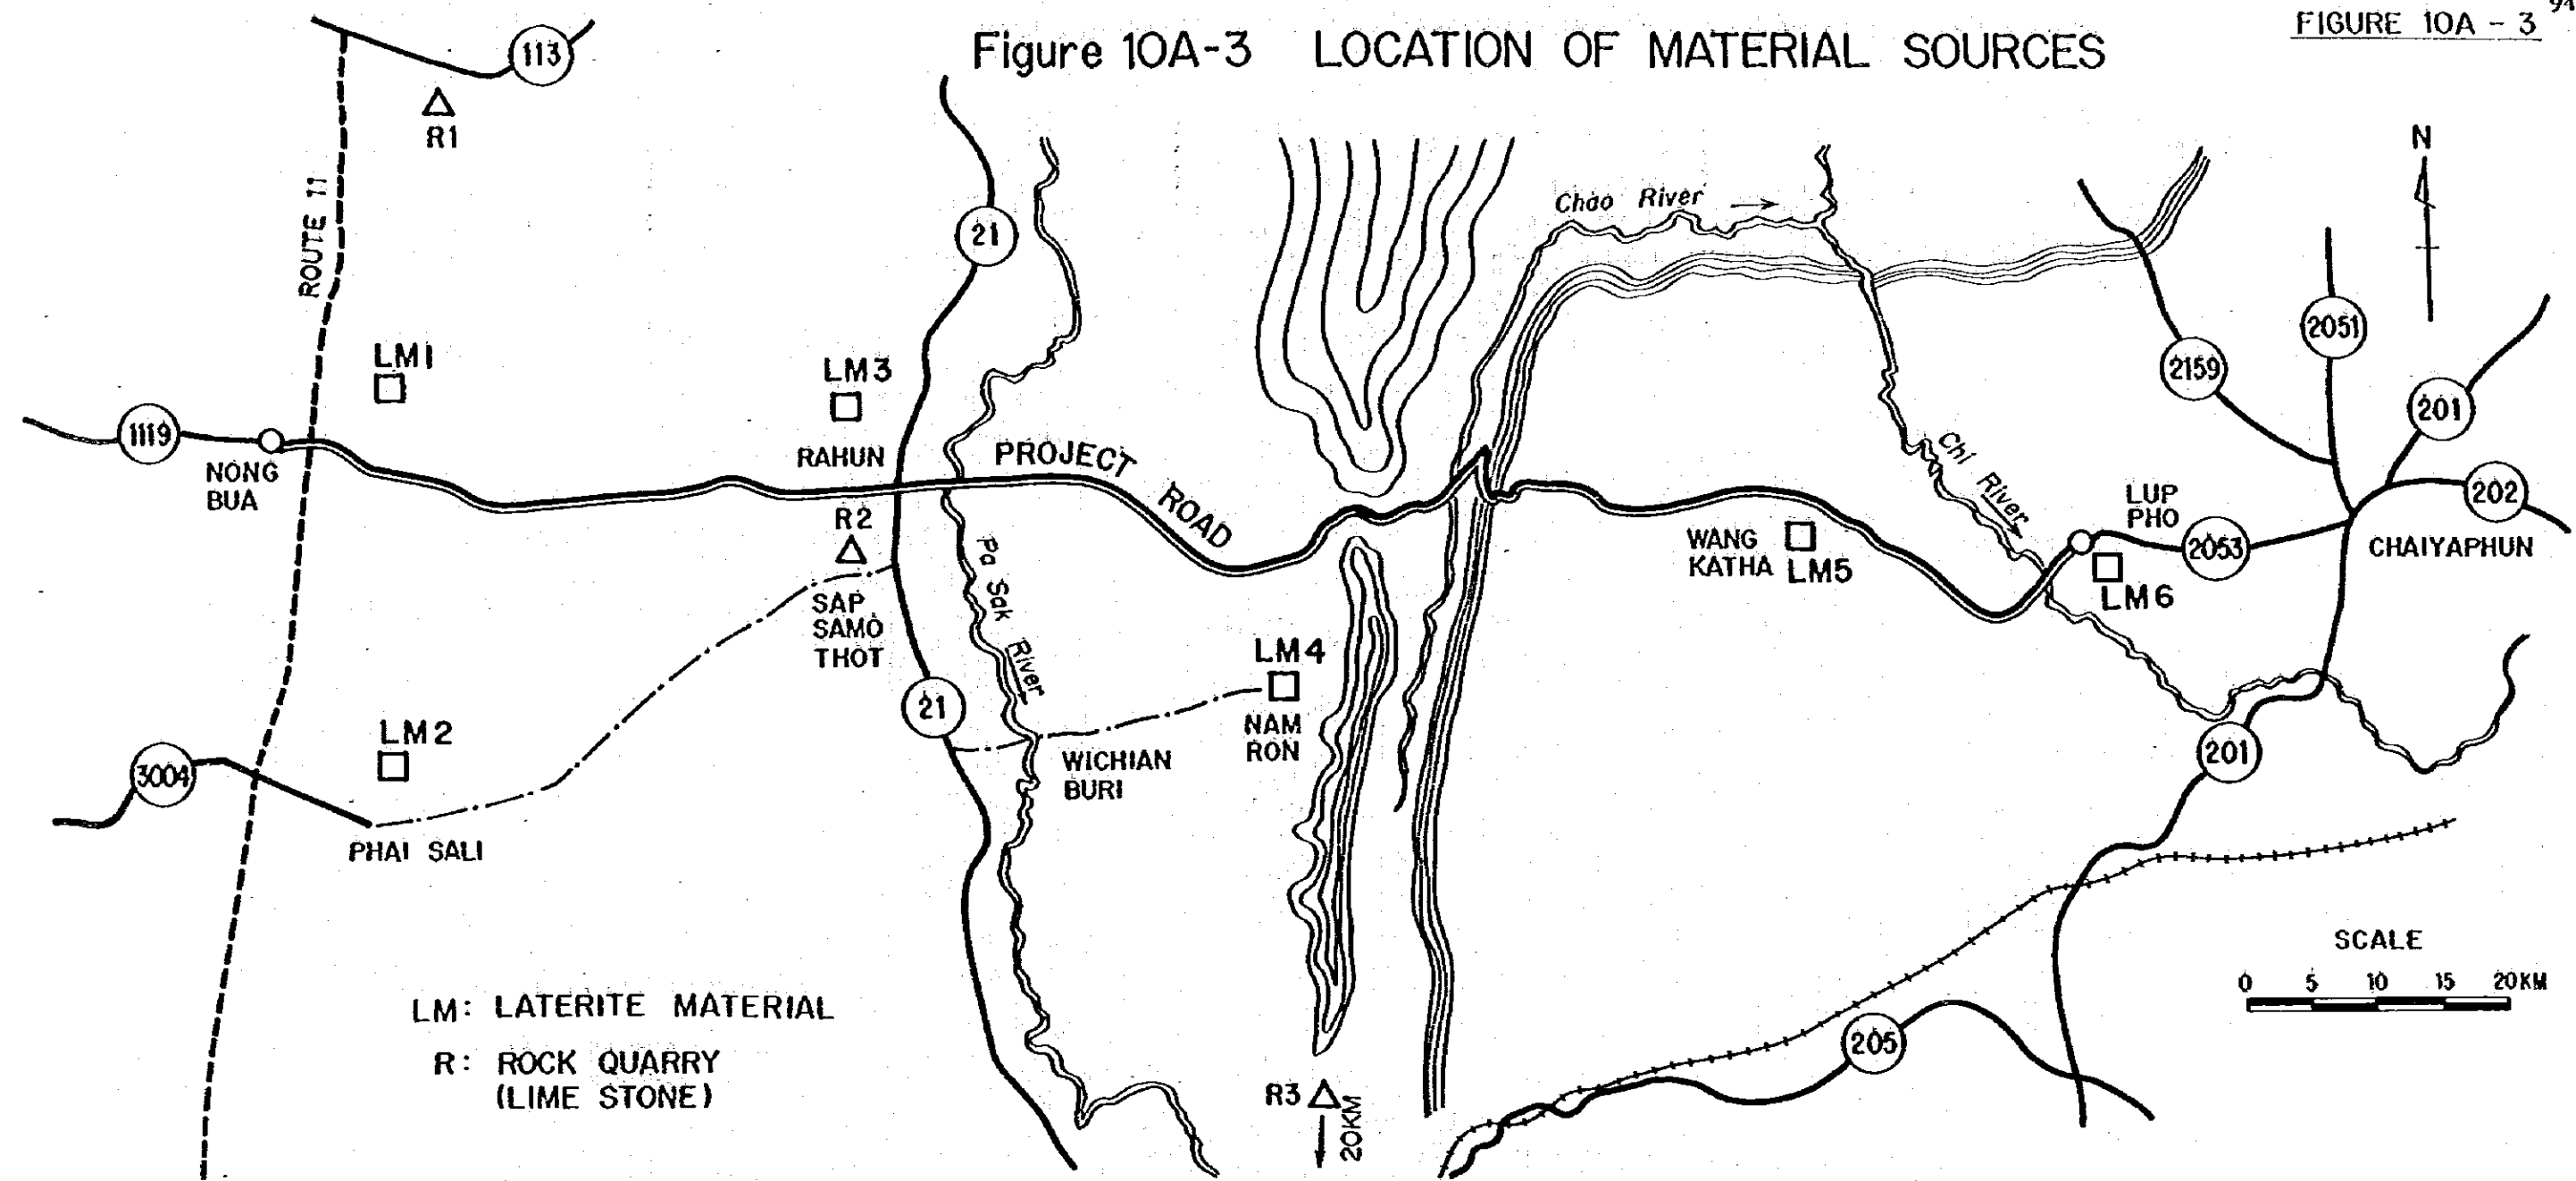 94
FIGURE 10A - 3
Figure 10A-3 LOCATION OF MATERIAL SOURCES
113
R1
N
ROUTE 11
21
Chao River
2051
2159
201
LM1
LM3
1119
NONG
BUA
RAHUN
PROJECT ROAD
Chi River
LUP
PHO
202
2053
CHAIYAPHUN
R2
WANG
KATHA
LM5
LM6
SAP
SAMO
THOT
Pa Sak River
LM4
NAM
RON
21
WICHIAN
BURI
LM2
3004
PHAI SALI
201
SCALE
0 5 10 15 20KM
LM: LATERITE MATERIAL
R: ROCK QUARRY
(LIME STONE)
205
R3
20KM